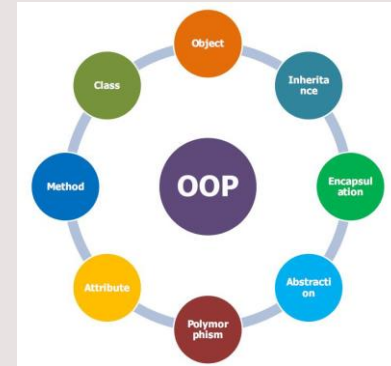 Object
Inherita
nce
Encapsul
ation
Abstracti
on
Polymor
phism
Attribute
Method
Class
OOP